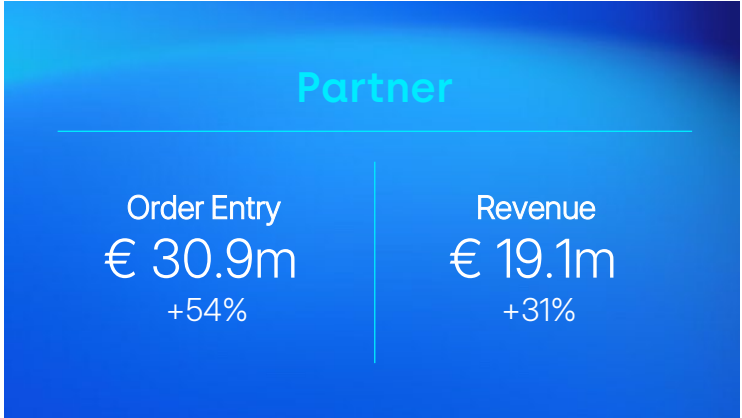 Partner
Order Entry
€ 30.9m
+54%
Revenue
€ 19.1m
+31%